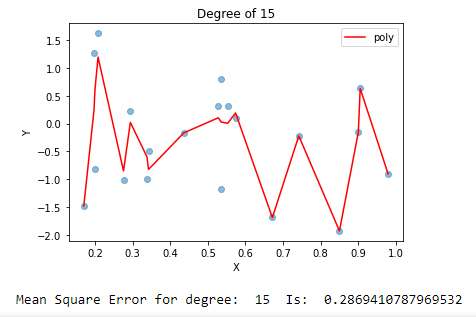 Degree of 15
poly
1.5
1.0
0.5
0.0
−0.5
−1.0
−1.5
−2.0
Y
0.2 0.3 0.4 0.5 0.6 0.7 0.8 0.9 1.0
X
Mean Square Error for degree: 15 Is: 0.2869410787969532